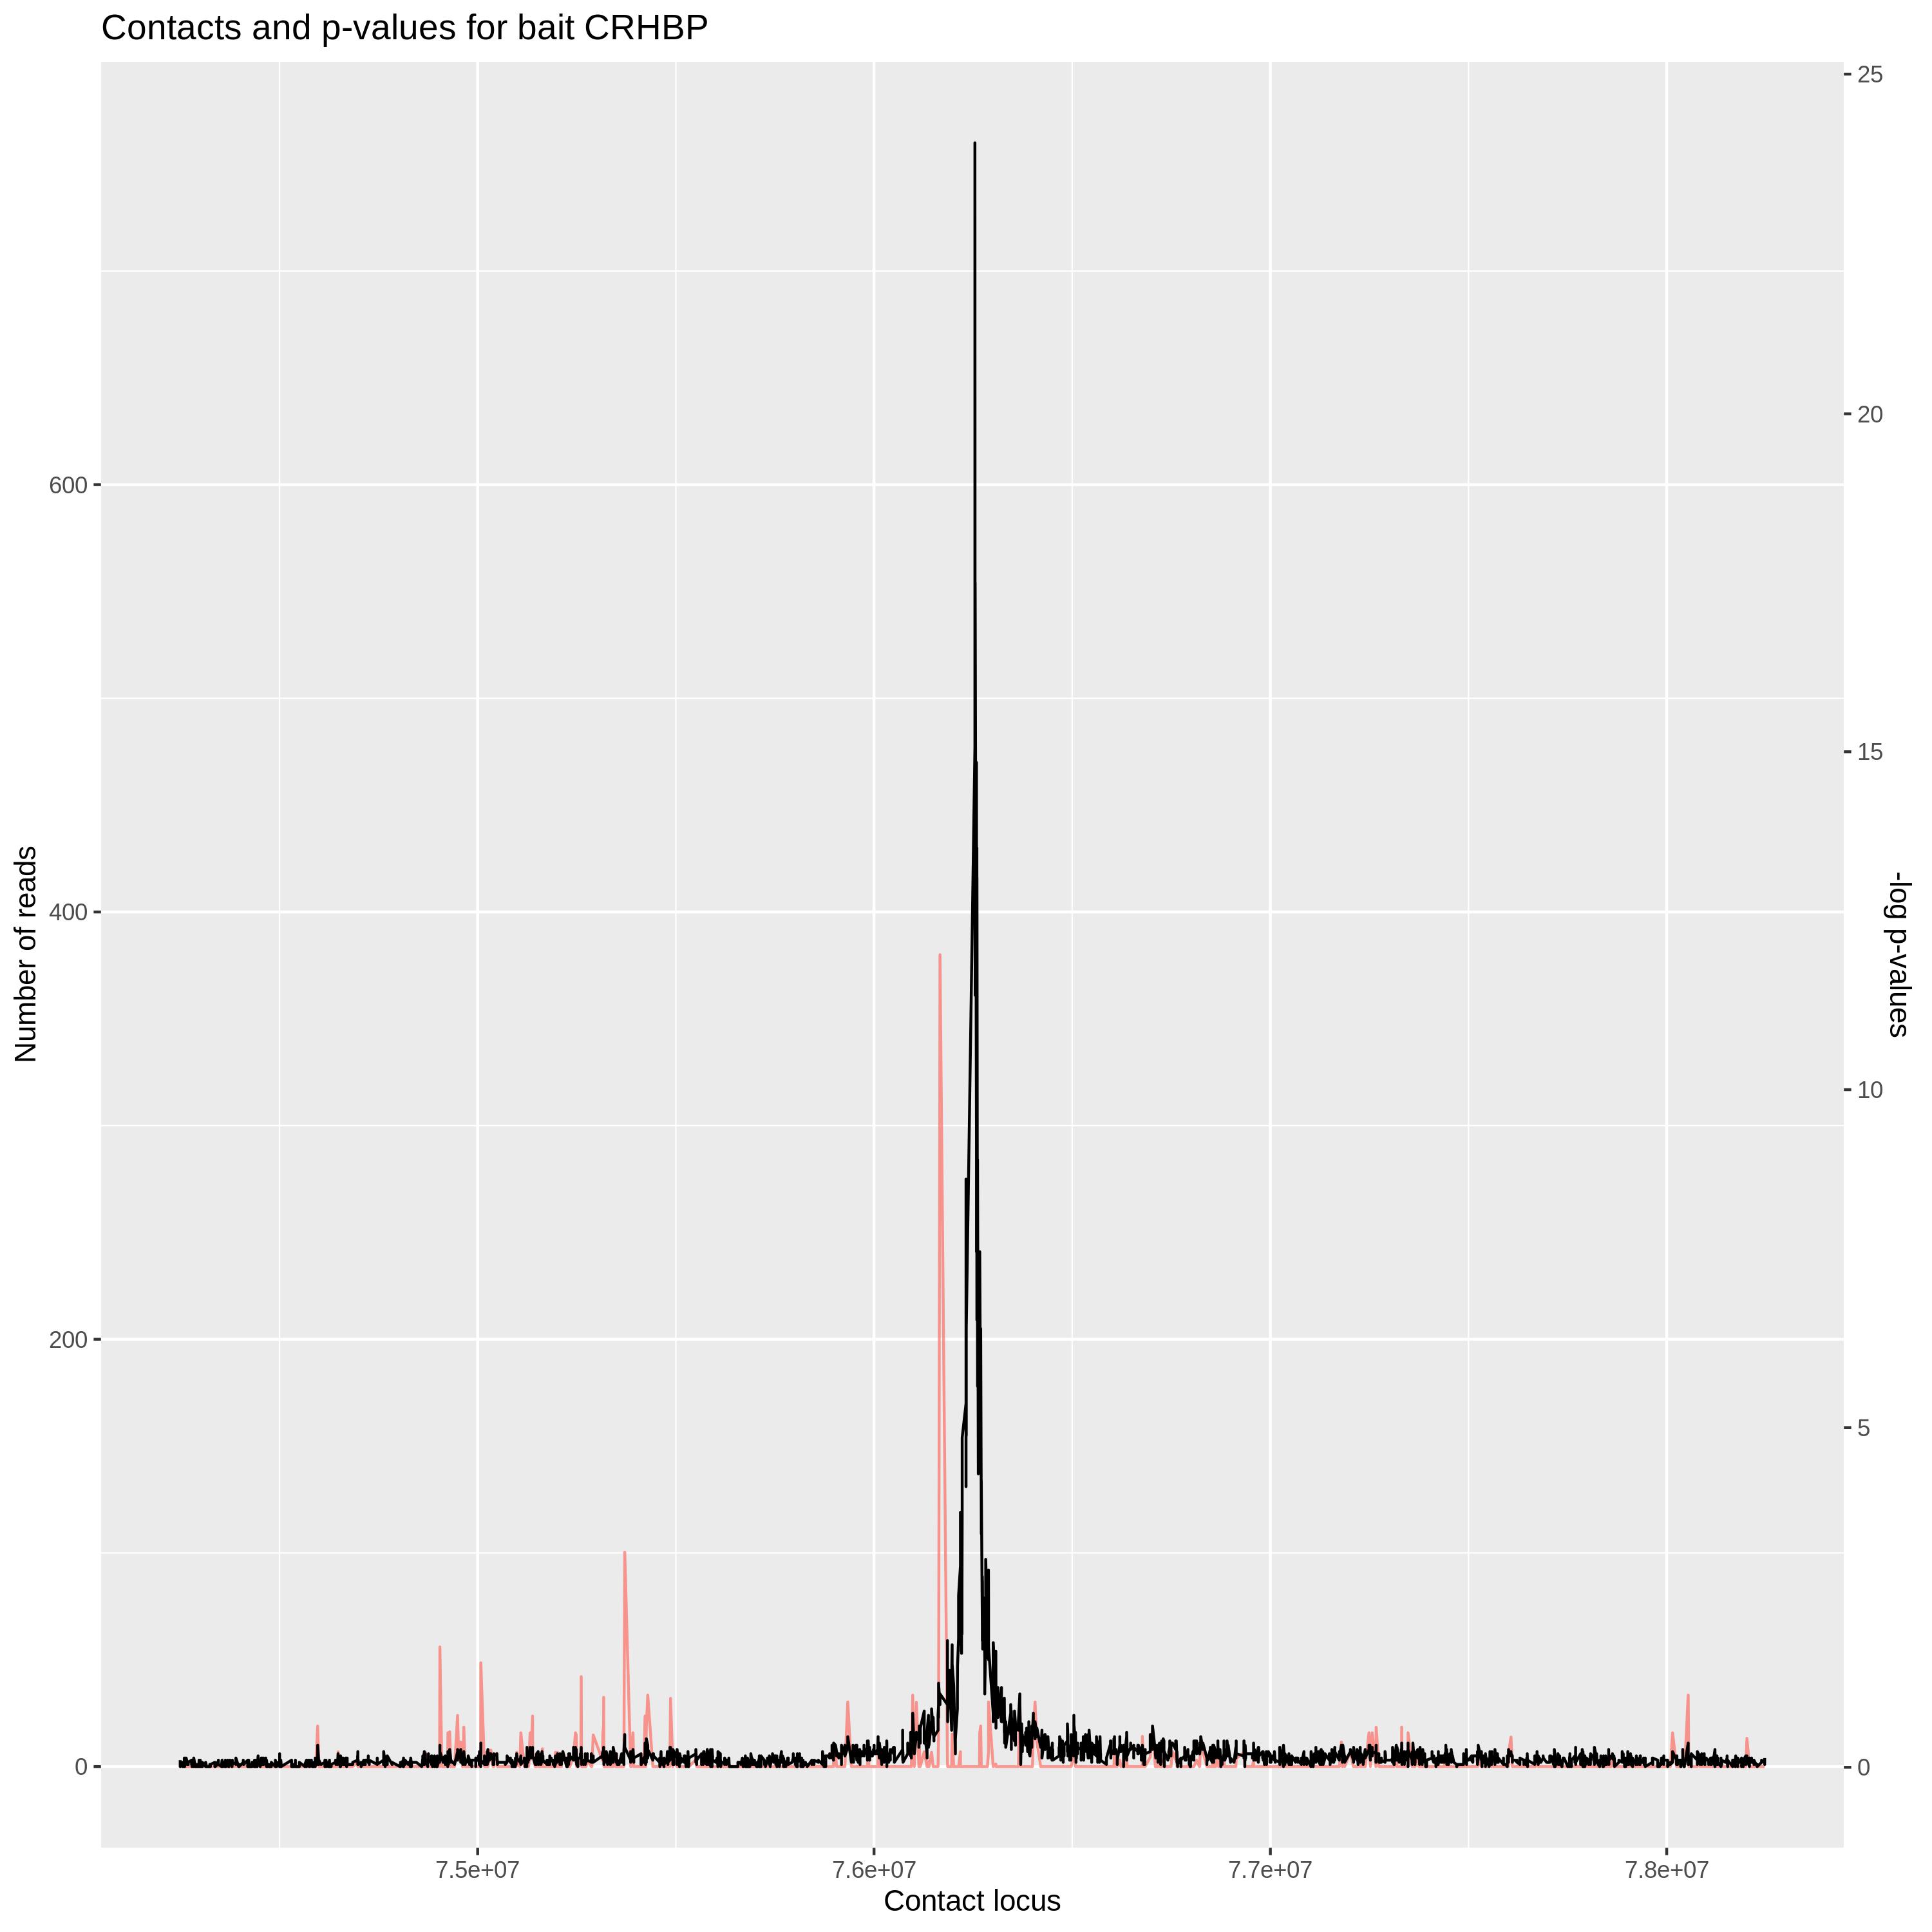 Contacts and p-values for bait CRHBP
Number of reads
600
400
200
0
25
20
15
10
5
0
-log p-values
7.5e+07
7.6e+07
7.7e+07
7.8e+07
Contact locus